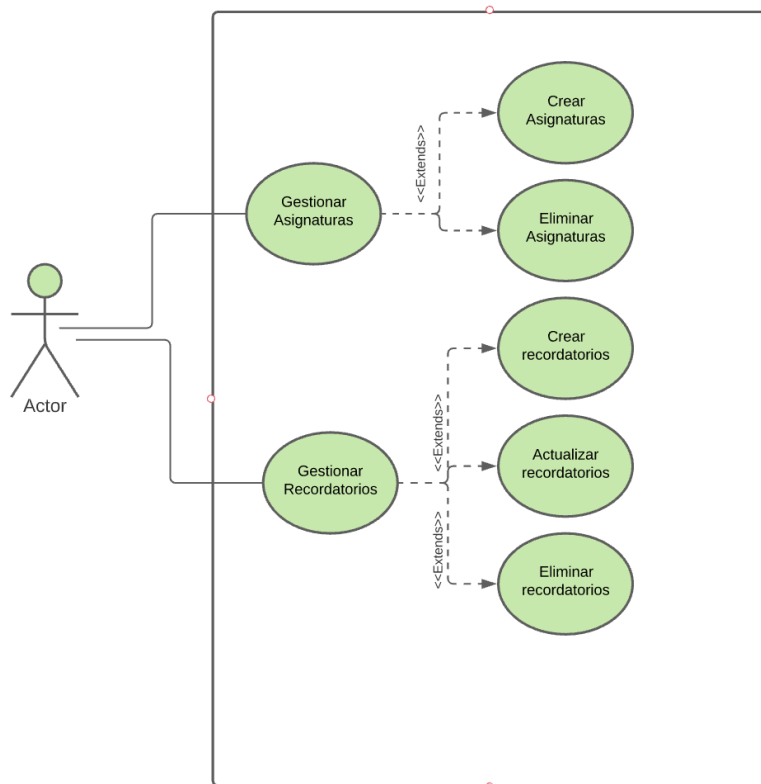 Crear
Asignaturas
<<Extends>>
Gestionar
Asignaturas
Eliminar
Asignaturas
Crear
recordatorios
Actor
<<Extends>>
Gestionar
Recordatorios
Actualizar
recordatorios
<<Extends>>
Eliminar
recordatorios